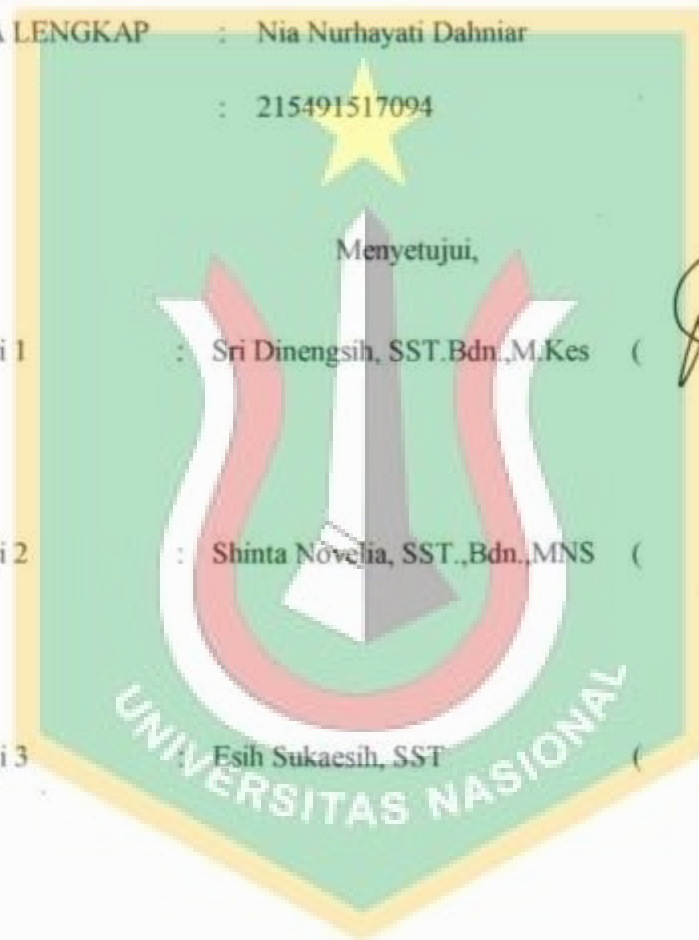 A LENGKAP : Nia Nurhayati Dahniar
: 215491517094
Menyetujui,
i 1 : Sri Dinengsih, SST.Bdn.,M.Kes (
i 2 : Shinta Novelia, SST.,Bdn.,MNS (
i 3 : Esih Sukaesih, SST (
UNIVERSITAS NASIONAL